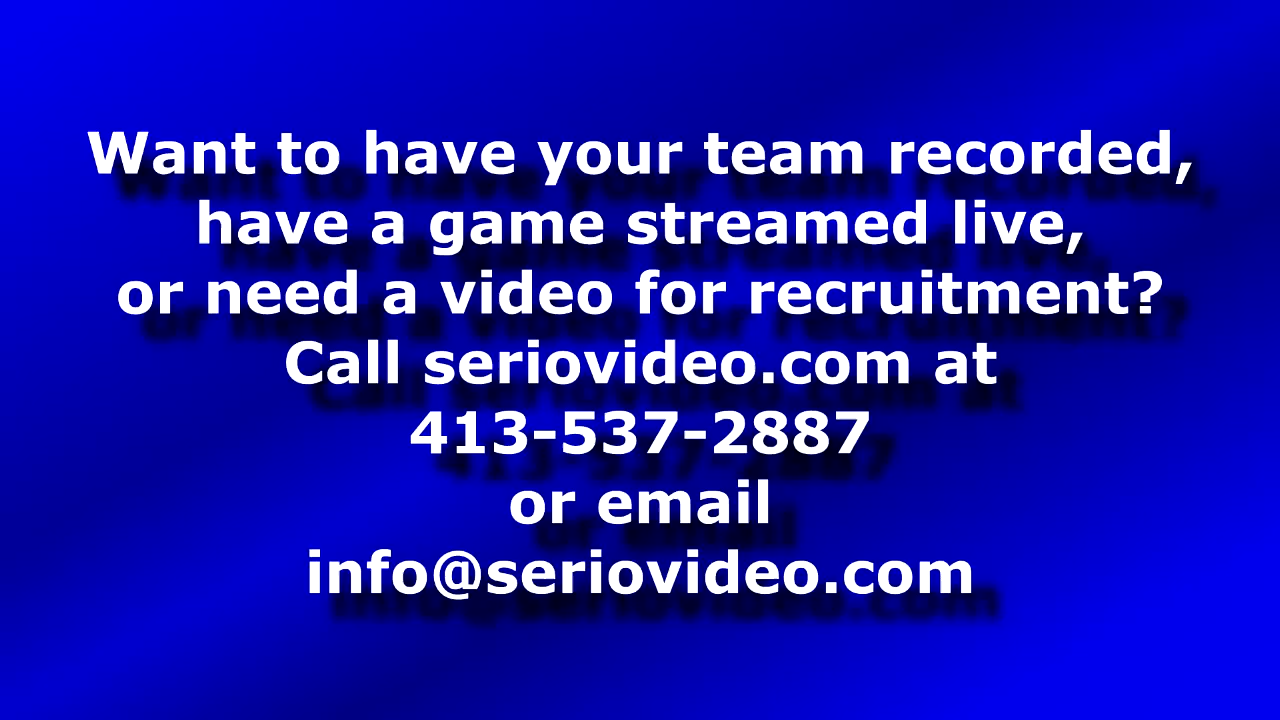 Want to have your team recorded,
have a game streamed live,
or need a video for recruitment?
Call seriovideo.com at
413-537-2887
or email
info@seriovideo.com